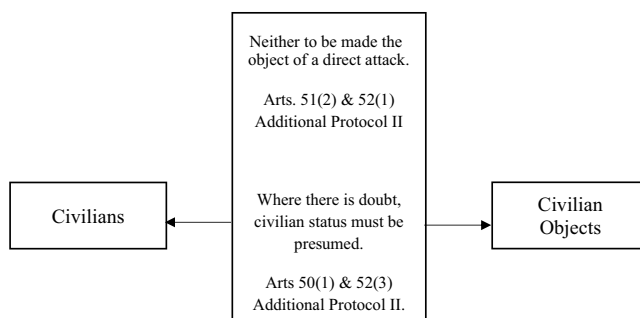 Neither to be made the
object of a direct attack.
Arts. 51(2) & 52(1)
Additional Protocol II
Civilians
Where there is doubt,
civilian status must be
presumed.
Arts 50(1) & 52(3)
Additional Protocol II.
Civilian
Objects